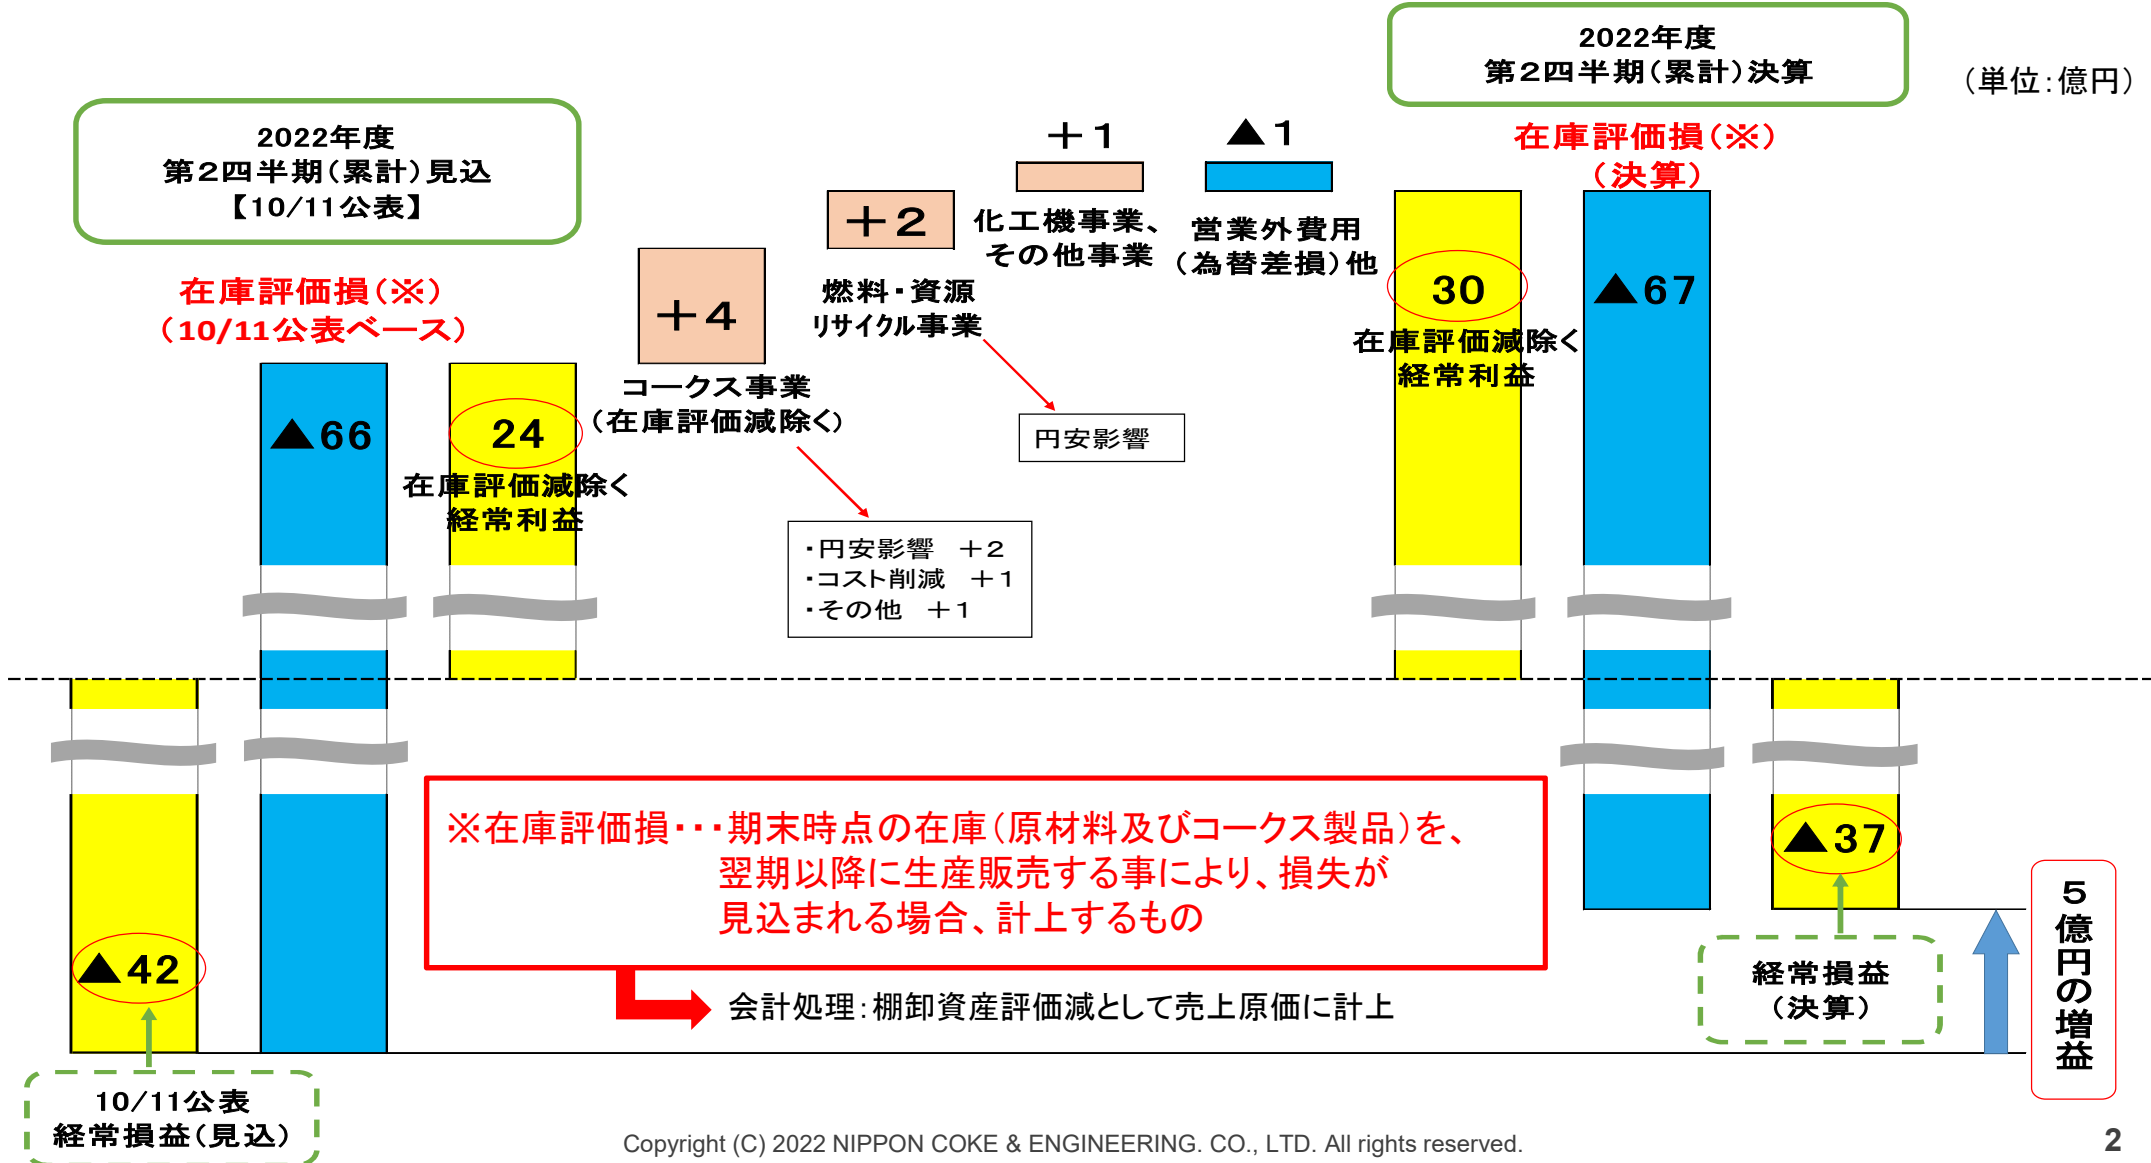 2022年度
第2四半期(累計)決算
(単位:億円)
2022年度
第2四半期(累計)見込
【10/11公表】
在庫評価損(※)
(10/11公表ベース)
▲66
24
在庫評価減除く
経常利益
+4
コークス事業
(在庫評価減除く)
・円安影響 +2
・コスト削減 +1
・その他 +1
+2
燃料・資源
リサイクル事業
円安影響
+1
化工機事業、
その他事業
▲1
営業外費用
(為替差損)他
30
在庫評価減除く
経常利益
在庫評価損(※)
(決算)
▲67
▲42
10/11公表
経常損益(見込)
※在庫評価損・・・期末時点の在庫(原材料及びコークス製品)を、
翌期以降に生産販売する事により、損失が
見込まれる場合、計上するもの
会計処理:棚卸資産評価減として売上原価に計上
▲37
経常損益
(決算)
5億円の増益
Copyright (C) 2022 NIPPON COKE & ENGINEERING. CO., LTD. All rights reserved.
2